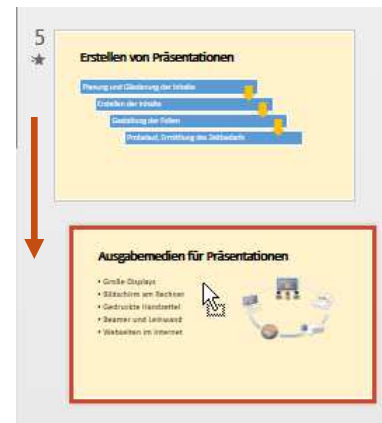 5
Erstellen von Präsentationen
Planung und Gliederung der Inhalte
Erstellen der Inhalte
Gestaltung der Folien
Probelauf, Ermittlung des Zeitbedarfs
Ausgabemedien für Präsentationen
• Große Displays
• Bildschirm am Rechner
• Gedruckte Handzettel
• Beamer und Leinwand
• Webseiten im Internet